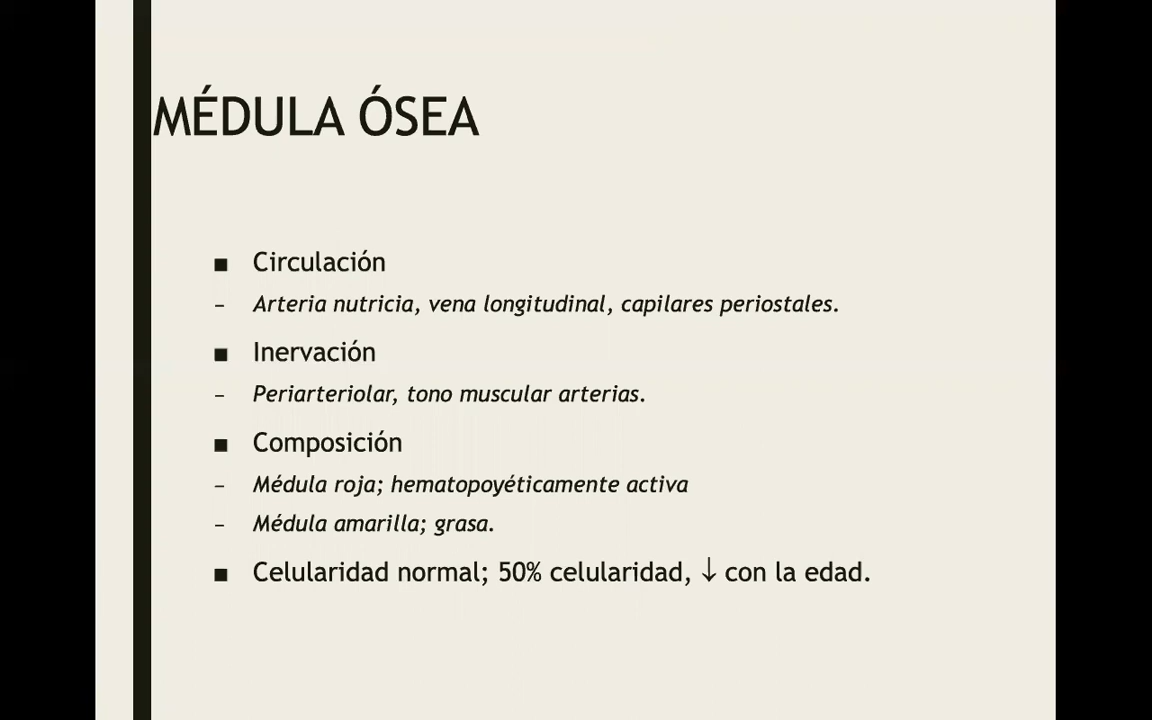 MÉDULA ÓSEA
■ Circulación
– Arteria nutricia, vena longitudinal, capilares periostales.
■ Inervación
– Periarteriolar, tono muscular arterias.
■ Composición
– Médula roja; hematopoyéticamente activa
– Médula amarilla; grasa.
■ Celularidad normal; 50% celularidad, ↓ con la edad.